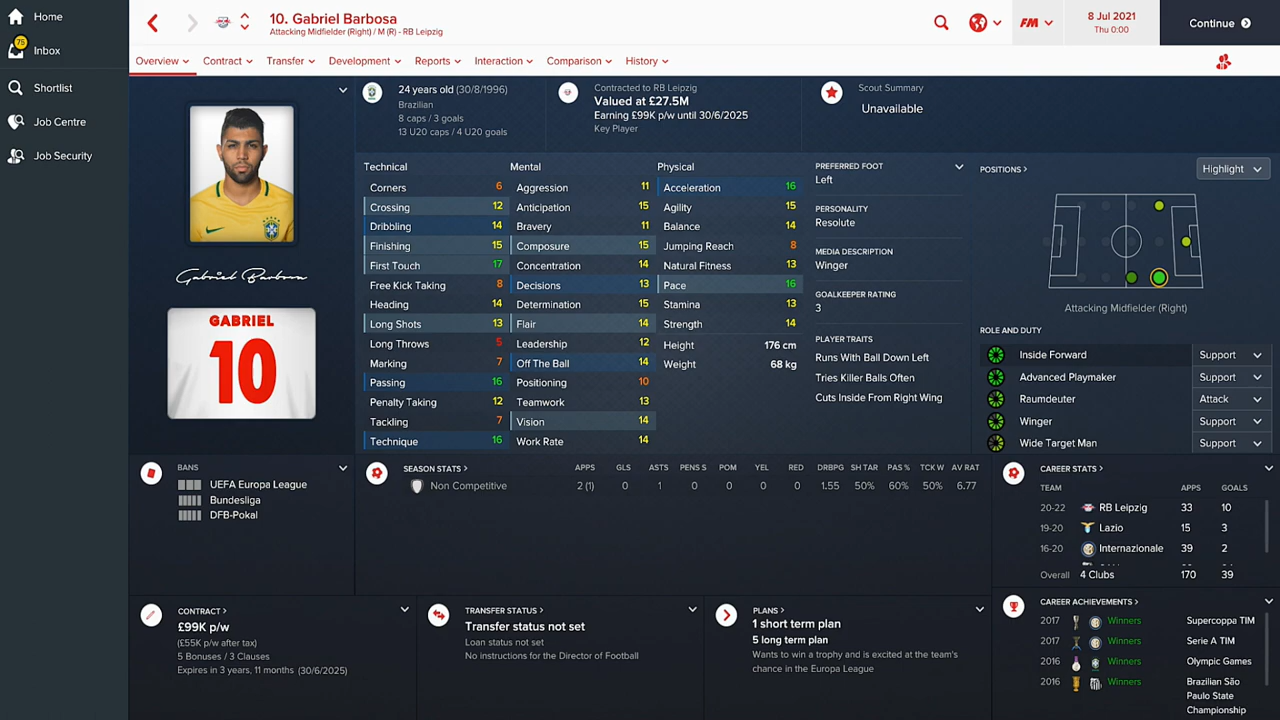 Home
Inbox
75
Shortlist
Job Centre
Job Security
10. Gabriel Barbosa
Attacking Midfielder (Right) / M (R) - RB Leipzig
FM
8 Jul 2021
Thu 0:00
Continue
Overview Contract Transfer Development Reports Interaction Comparison History
24 years old (30/8/1996)
Brazilian
8 caps / 3 goals
13 U20 caps / 4 U20 goals
Contracted to RB Leipzig
Valued at £27.5M
Earning £99K p/w until 30/6/2025
Key Player
Scout Summary
Unavailable
Gabriel Barbosa
GABRIEL
10
Technical
Corners 6
Crossing 12
Dribbling 14
Finishing 15
First Touch 17
Free Kick Taking 8
Heading 14
Long Shots 13
Long Throws 5
Marking 7
Passing 16
Penalty Taking 12
Tackling 7
Technique 16
Mental
Aggression 11
Anticipation 15
Bravery 11
Composure 15
Concentration 14
Decisions 13
Determination 15
Flair 14
Leadership 12
Off The Ball 14
Positioning 10
Teamwork 13
Vision 14
Work Rate 14
Physical
Acceleration 16
Agility 15
Balance 14
Jumping Reach 8
Natural Fitness 13
Pace 16
Stamina 13
Strength 14
Height 176 cm
Weight 68 kg
PREFERRED FOOT
Left
PERSONALITY
Resolute
MEDIA DESCRIPTION
Winger
GOALKEEPER RATING
3
PLAYER TRAITS
Runs With Ball Down Left
Tries Killer Balls Often
Cuts Inside From Right Wing
POSITIONS >
Highlight
Attacking Midfielder (Right)
ROLE AND DUTY
Inside Forward Support
Advanced Playmaker Support
Raumdeuter Attack
Winger Support
Wide Target Man Support
BANS
UEFA Europa League
Bundesliga
DFB-Pokal
SEASON STATS > APPS GLS ASTS PENS S POM YEL RED DRBPG SH TAR PAS % TCK W AV RAT
Non Competitive 2 (1) 0 1 0 0 0 0 1.55 50% 60% 50% 6.77
CAREER STATS >
TEAM APPS GOALS
20-22 RB Leipzig 33 10
19-20 Lazio 15 3
16-20 Internazionale 39 2
Overall 4 Clubs 170 39
CONTRACT >
£99K p/w
(£55K p/w after tax)
5 Bonuses / 3 Clauses
Expires in 3 years, 11 months (30/6/2025)
TRANSFER STATUS >
Transfer status not set
Loan status not set
No instructions for the Director of Football
PLANS >
1 short term plan
5 long term plan
Wants to win a trophy and is excited at the team's
chance in the Europa League
CAREER ACHIEVEMENTS >
2017 Winners Supercoppa TIM
2017 Winners Serie A TIM
2016 Winners Olympic Games
2016 Winners Brazilian São
Paulo State
Championship